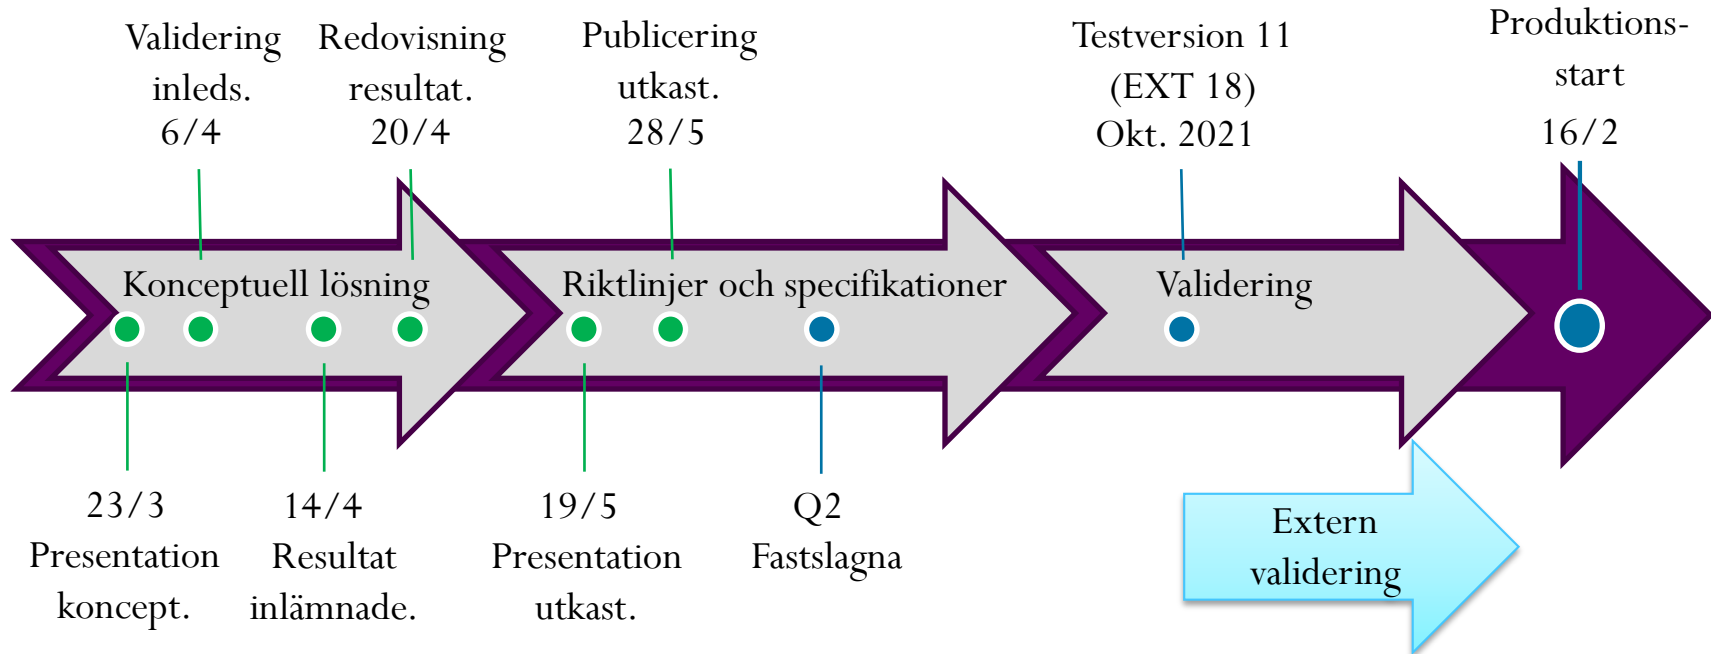 Validering
inleds.
6/4
Redovisning
resultat.
20/4
Publicering
utkast.
28/5
Testversion 11
(EXT 18)
Okt. 2021
Produktions-
start
16/2
Konceptuell lösning
Riktlinjer och specifikationer
Validering
23/3
Presentation
koncept.
14/4
Resultat
inlämnade.
19/5
Presentation
utkast.
Q2
Fastslagna
Extern
validering